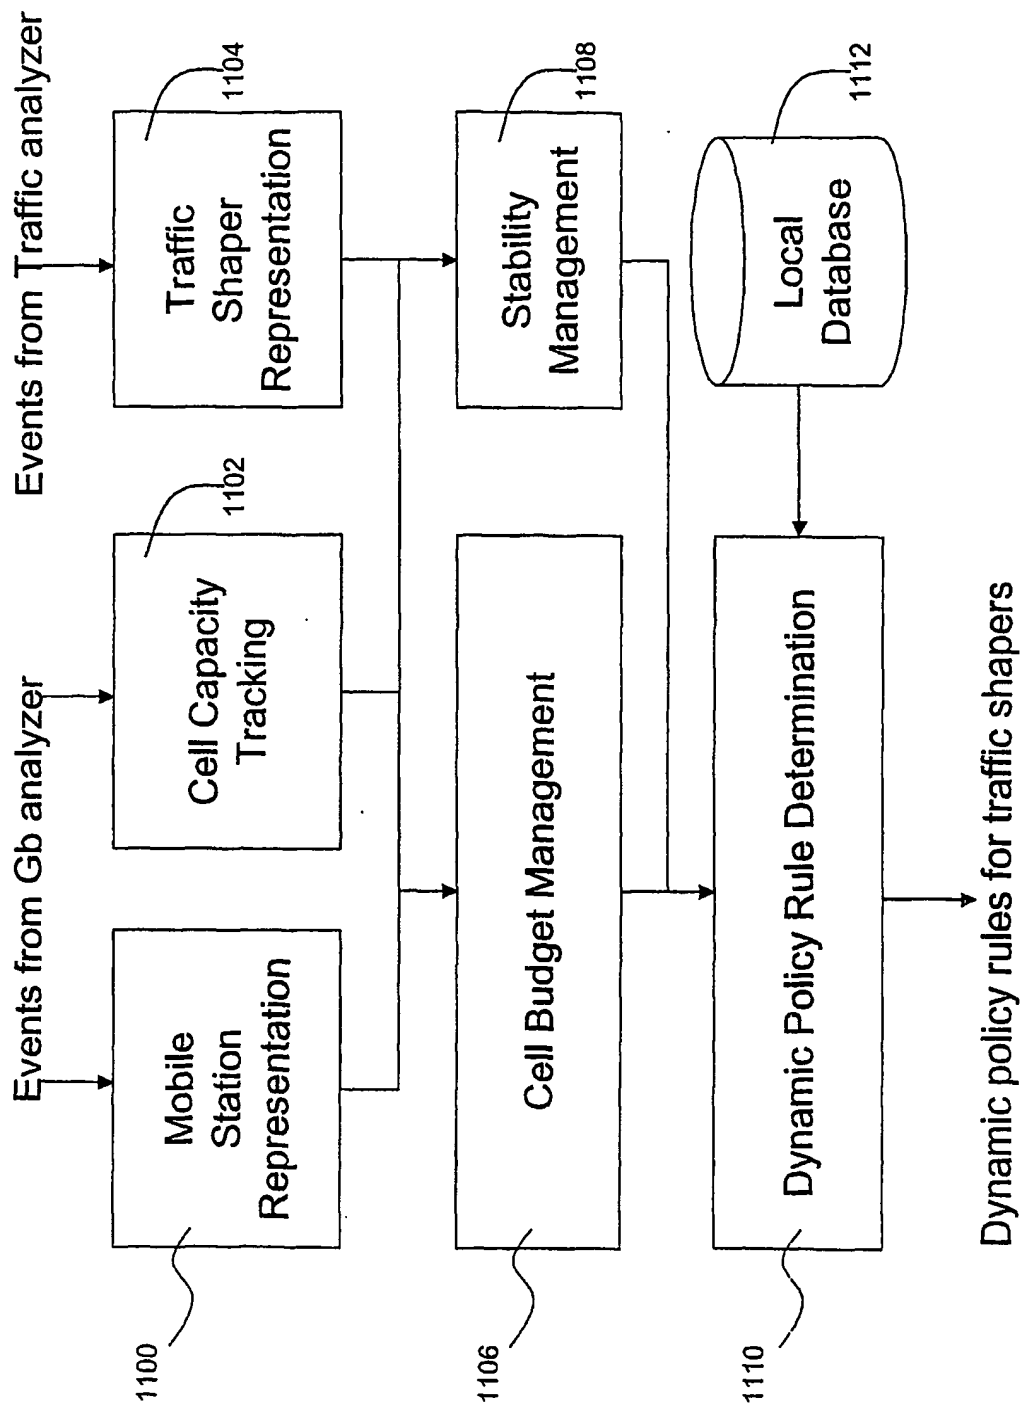 Events from Gb analyzer
Events from Traffic analyzer
1100
Mobile
Station
Representation
Cell Capacity
Tracking
1102
Traffic
Shaper
Representation
1104
1106
Cell Budget Management
Stability
Management
1108
1110
Dynamic Policy Rule Determination
Local
Database
1112
Dynamic policy rules for traffic shapers